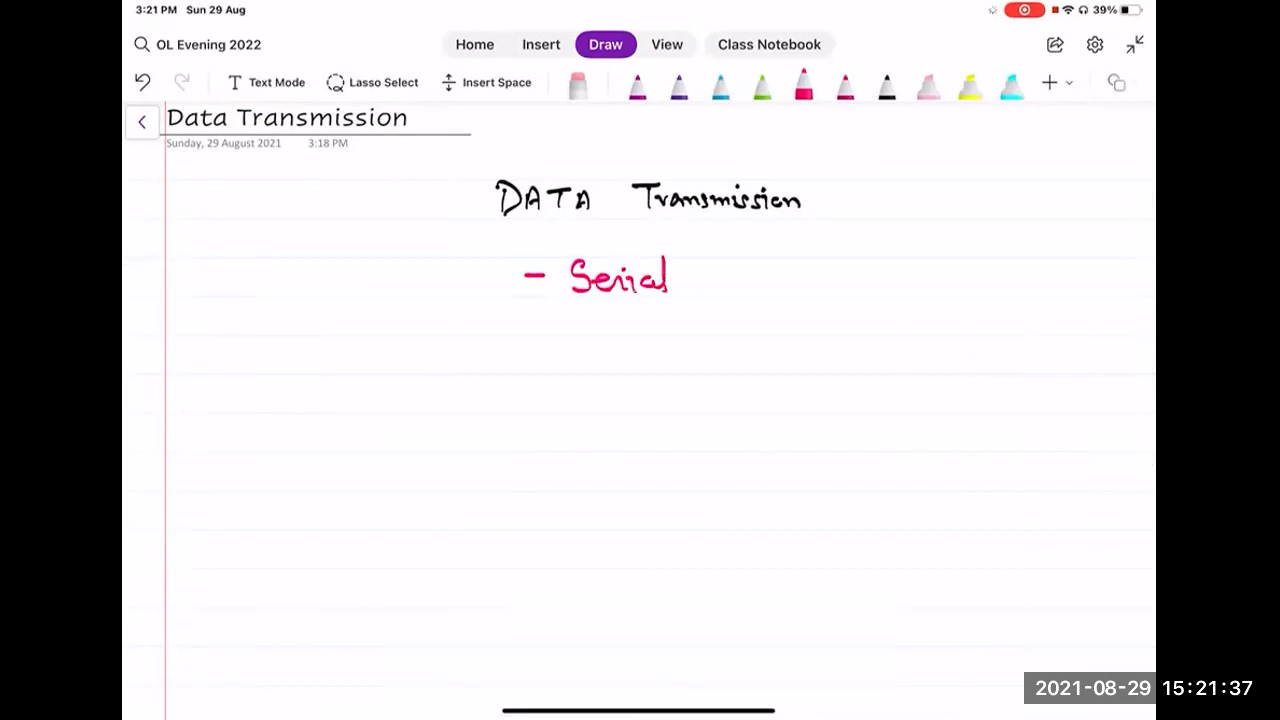 3:21 PM Sun 29 Aug 39%
OL Evening 2022 Home Insert Draw View Class Notebook
Text Mode Lasso Select Insert Space
Data Transmission
Sunday, 29 August 2021 3:18 PM
DATA Transmission
- Serial
2021-08-29 15:21:37